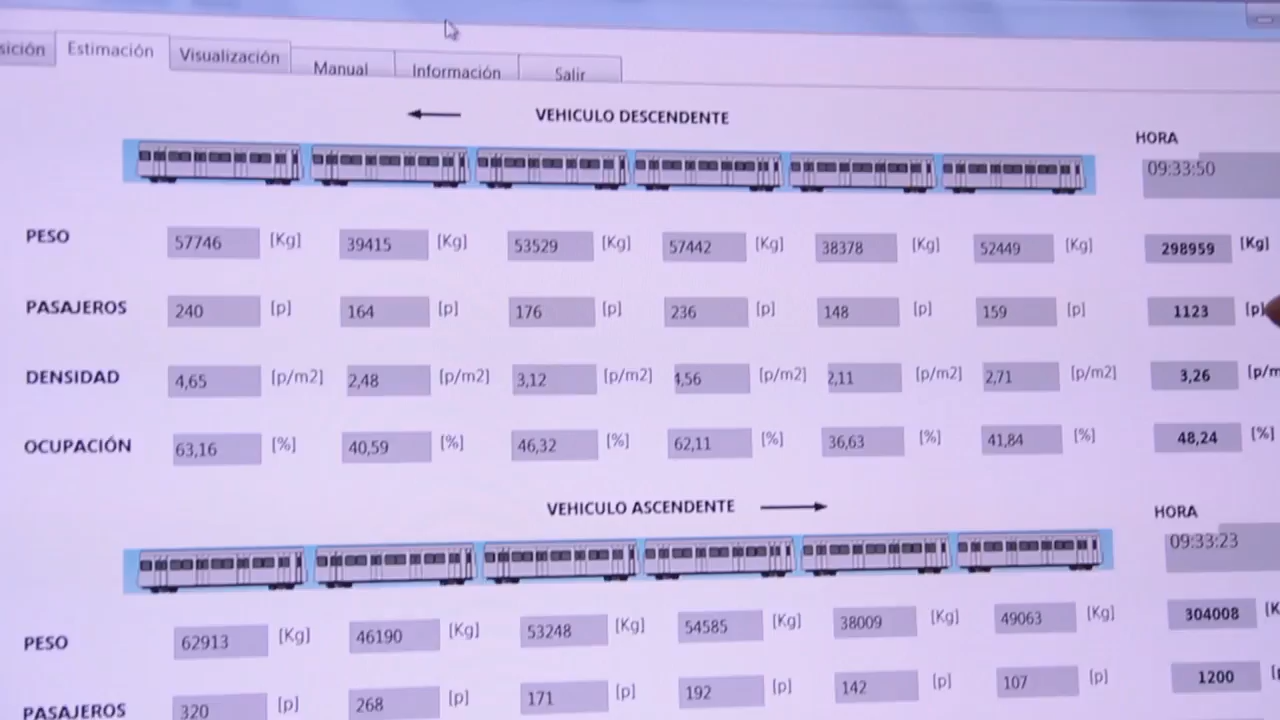 sición Estimación Visualización Manual Información Salir
VEHICULO DESCENDENTE
HORA
09:33:50
PESO 57746 [Kg] 39415 [Kg] 53529 [Kg] 57442 [Kg] 38378 [Kg] 52449 [Kg] 298959 [Kg]
PASAJEROS 240 [p] 164 [p] 176 [p] 236 [p] 148 [p] 159 [p] 1123 [p]
DENSIDAD 4,65 [p/m2] 2,48 [p/m2] 3,12 [p/m2] 4,56 [p/m2] 2,11 [p/m2] 2,71 [p/m2] 3,26 [p/m
OCUPACIÓN 63,16 [%] 40,59 [%] 46,32 [%] 62,11 [%] 36,63 [%] 41,84 [%] 48,24 [%]
VEHICULO ASCENDENTE
HORA
09:33:23
PESO 62913 [Kg] 46190 [Kg] 53248 [Kg] 54585 [Kg] 38009 [Kg] 49063 [Kg] 304008 [K
PASAJEROS 320 [p] 268 [p] 171 [p] 192 [p] 142 [p] 107 [p] 1200 [p